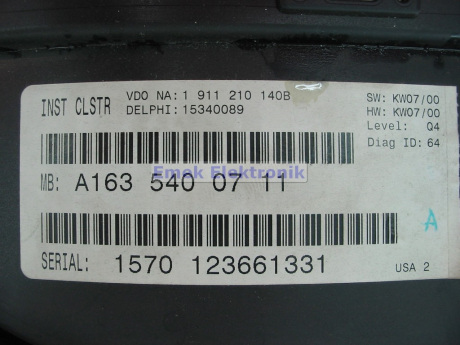 INST CLSTR
VDO NA: 1 911 210 140B
DELPHI: 15340089
SW: KW07/00
HW: KW07/00
Level: Q4
Diag ID: 64
Emek Elektronik
MB: A163 540 07 11
A
SERIAL: 1570 123661331
USA 2